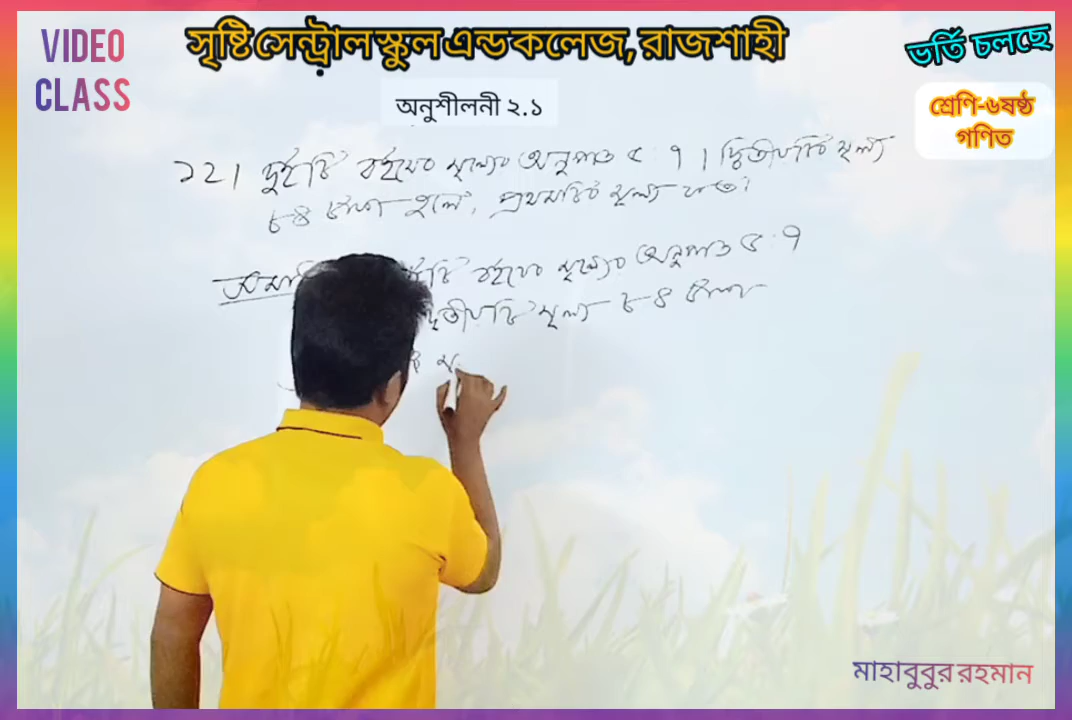 VIDEO
CLASS
সৃষ্টি সেন্ট্রাল স্কুল এন্ড কলেজ, রাজশাহী
ভর্তি চলছে
শ্রেণি-৬ষষ্ঠ
গণিত
অনুশীলনী ২.১
১২। দুইটি বইয়ের মূল্যের অনুপাত ৫ : ৭। দ্বিতীয়টির মূল্য
৮৪ টাকা হলে, প্রথমটির মূল্য কত?
বইয়ের মূল্যের অনুপাত ৫ : ৭
দ্বিতীয়টির মূল্য ৮৪ টাকা
মাহাবুবুর রহমান